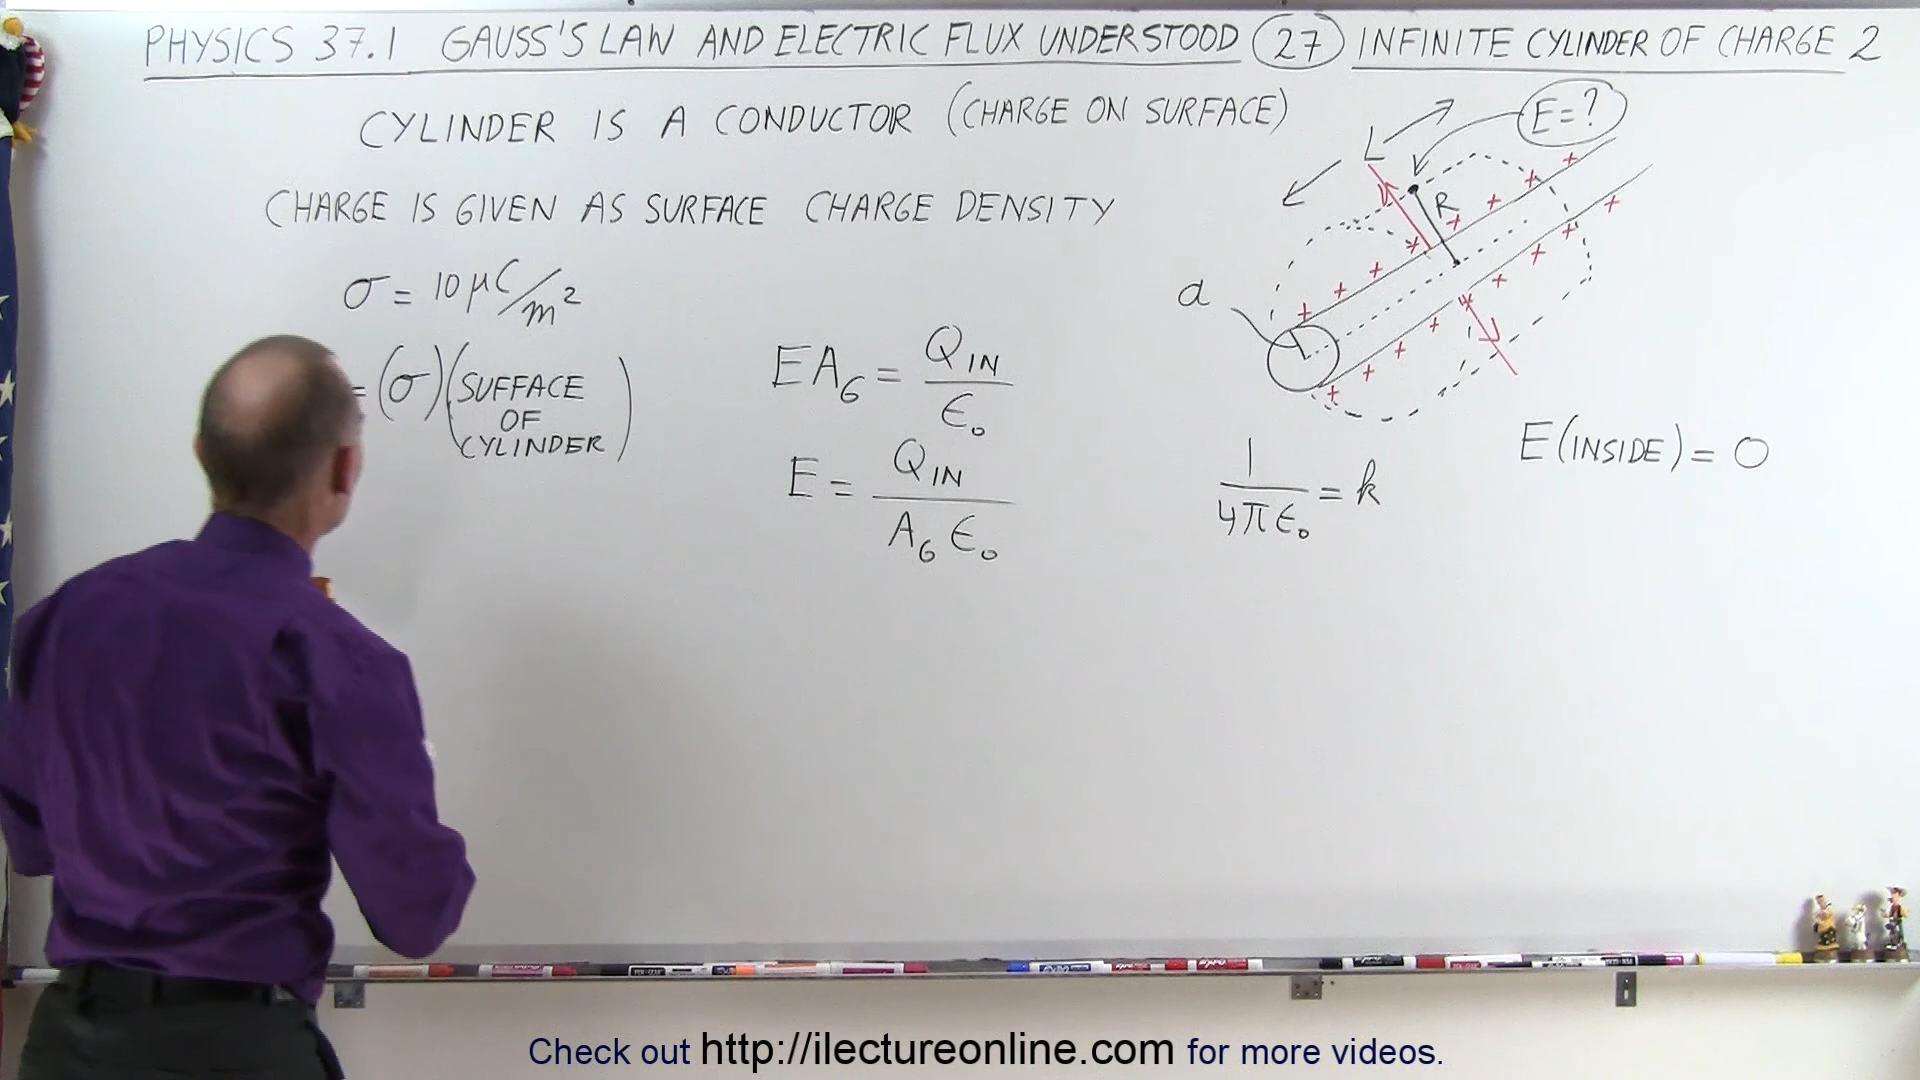 PHYSICS 37.1 GAUSS'S LAW AND ELECTRIC FLUX UNDERSTOOD 27 INFINITE CYLINDER OF CHARGE 2
CYLINDER IS A CONDUCTOR (CHARGE ON SURFACE)
CHARGE IS GIVEN AS SURFACE CHARGE DENSITY
σ = 10 μC/m²
= (σ)(SUFFACE
OF
CYLINDER)
EA_G = Q_IN/ε₀
E = Q_IN/(A_G ε₀)
1/(4πε₀) = k
E=?
L
R
a
E(INSIDE) = 0
Check out http://ilectureonline.com for more videos.